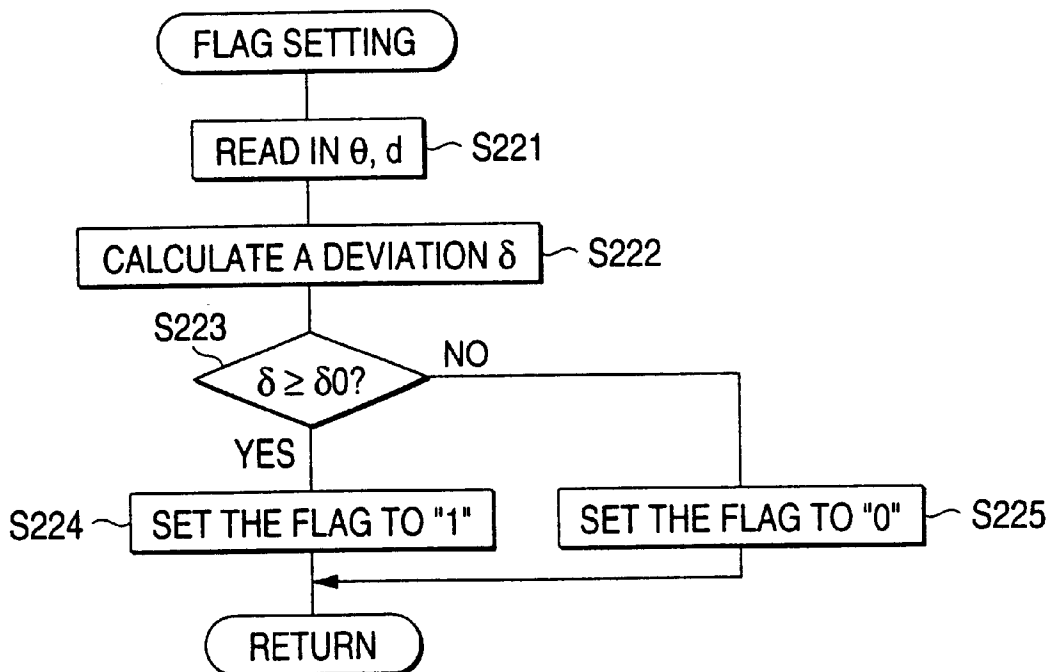 FLAG SETTING
READ IN θ, d
S221
CALCULATE A DEVIATION δ
S222
S223
δ ≥ δ0?
NO
YES
S224
SET THE FLAG TO "1"
SET THE FLAG TO "0"
S225
RETURN